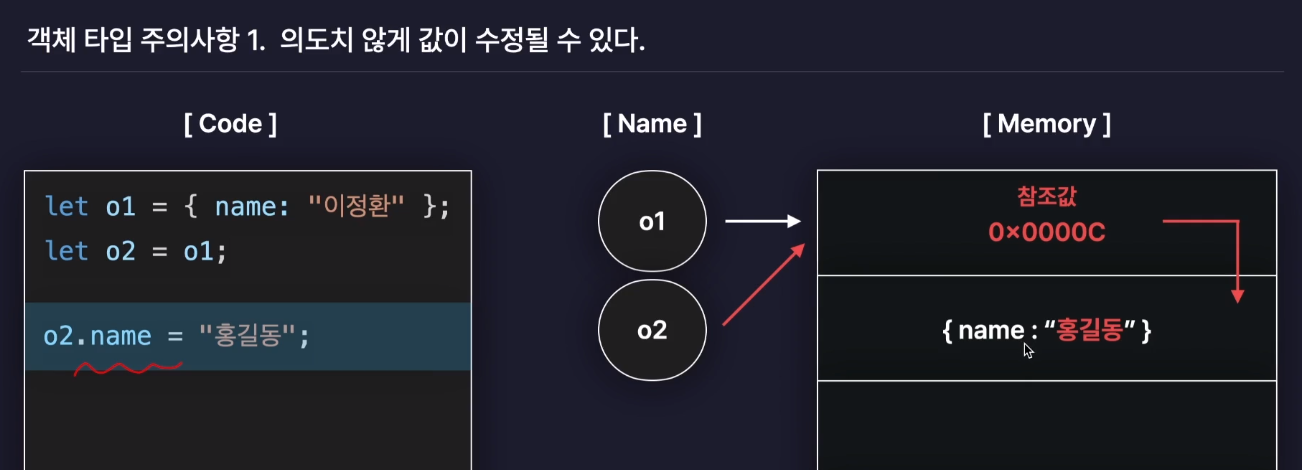 객체 타입 주의사항 1. 의도치 않게 값이 수정될 수 있다.
[ Code ]
let o1 = { name: "이정환" };
let o2 = o1;
o2.name = "홍길동";
[ Name ]
o1
o2
[ Memory ]
참조값
0×0000C
{ name : “홍길동” }